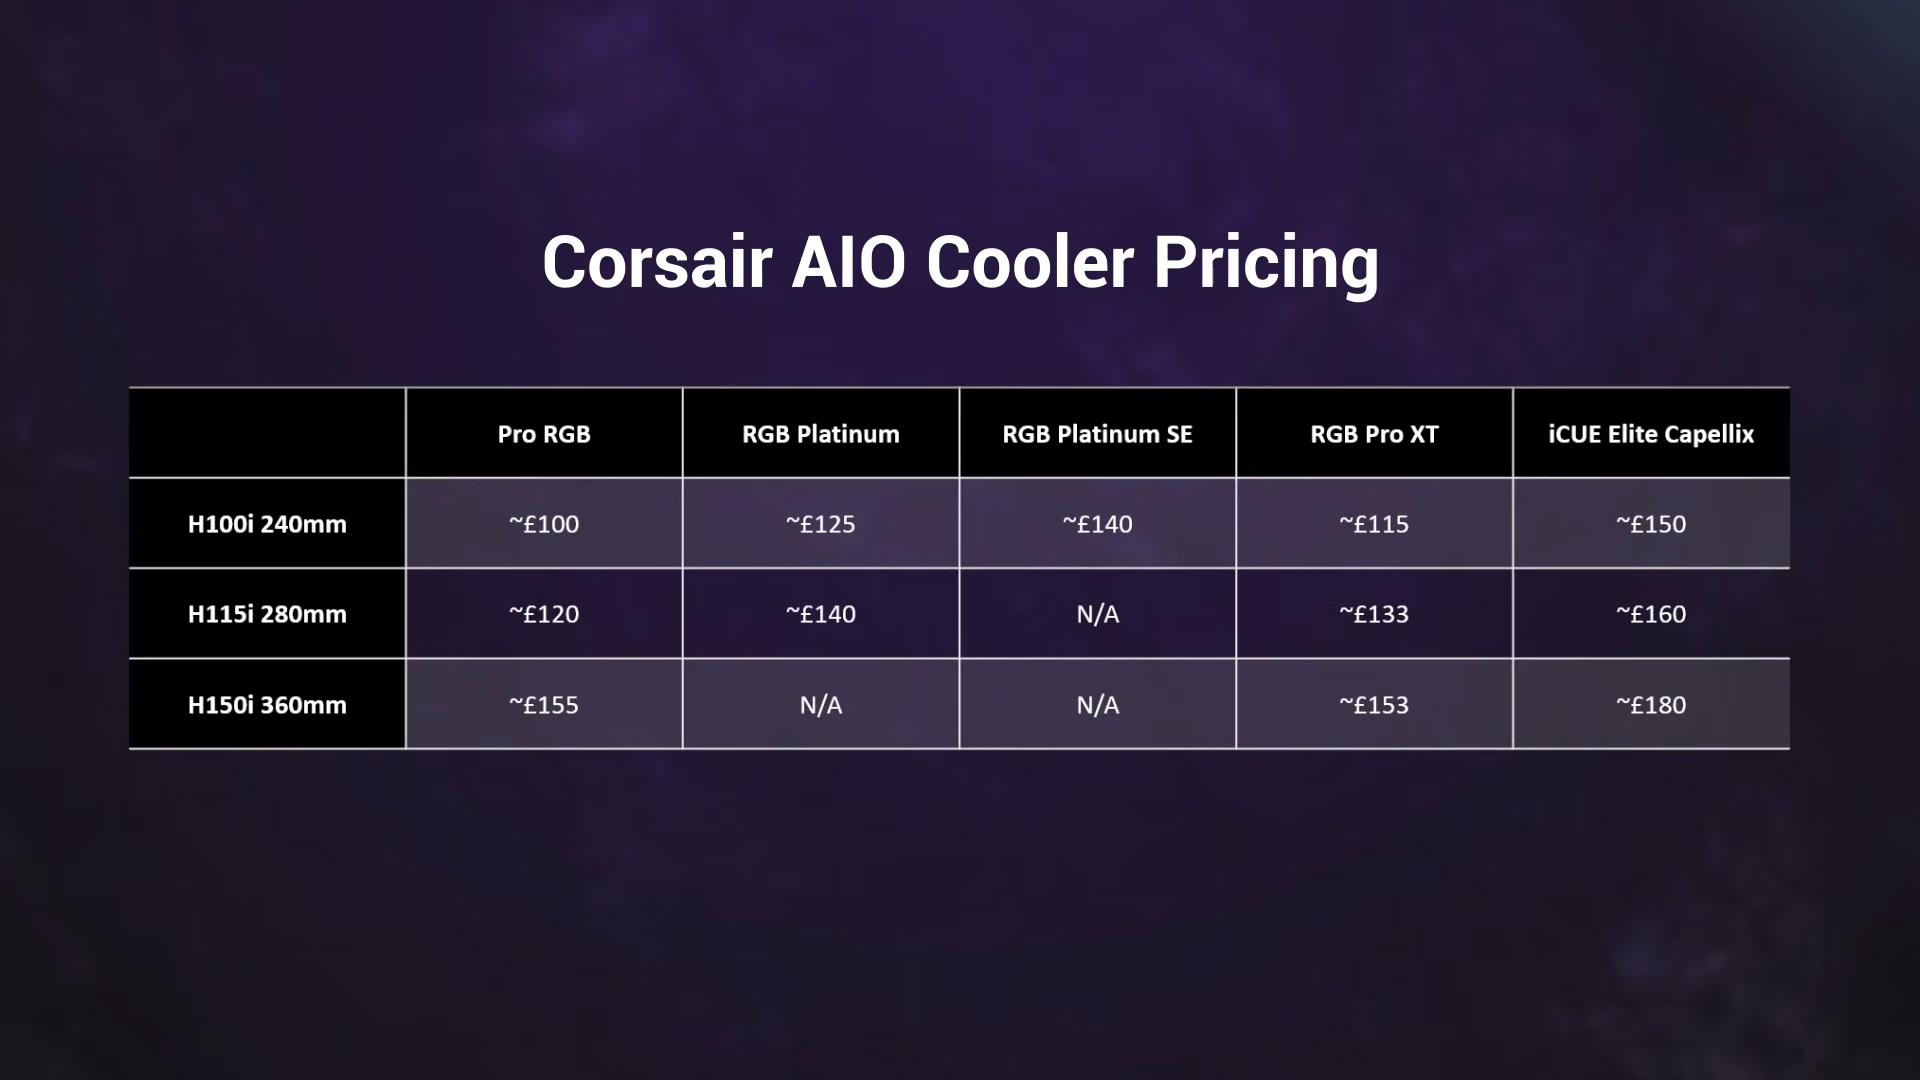 Corsair AIO Cooler Pricing
Pro RGB RGB Platinum RGB Platinum SE RGB Pro XT iCUE Elite Capellix
H100i 240mm ~£100 ~£125 ~£140 ~£115 ~£150
H115i 280mm ~£120 ~£140 N/A ~£133 ~£160
H150i 360mm ~£155 N/A N/A ~£153 ~£180